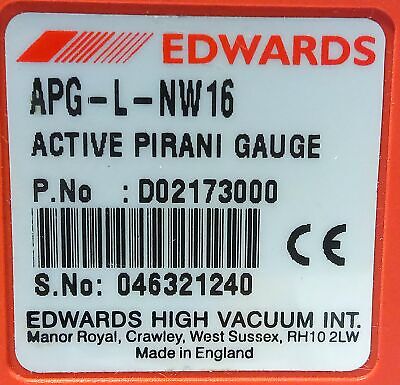 EDWARDS
APG-L-NW16
ACTIVE PIRANI GAUGE
P.No : D02173000
CE
S.No: 046321240
EDWARDS HIGH VACUUM INT.
Manor Royal, Crawley, West Sussex, RH10 2LW
Made in England